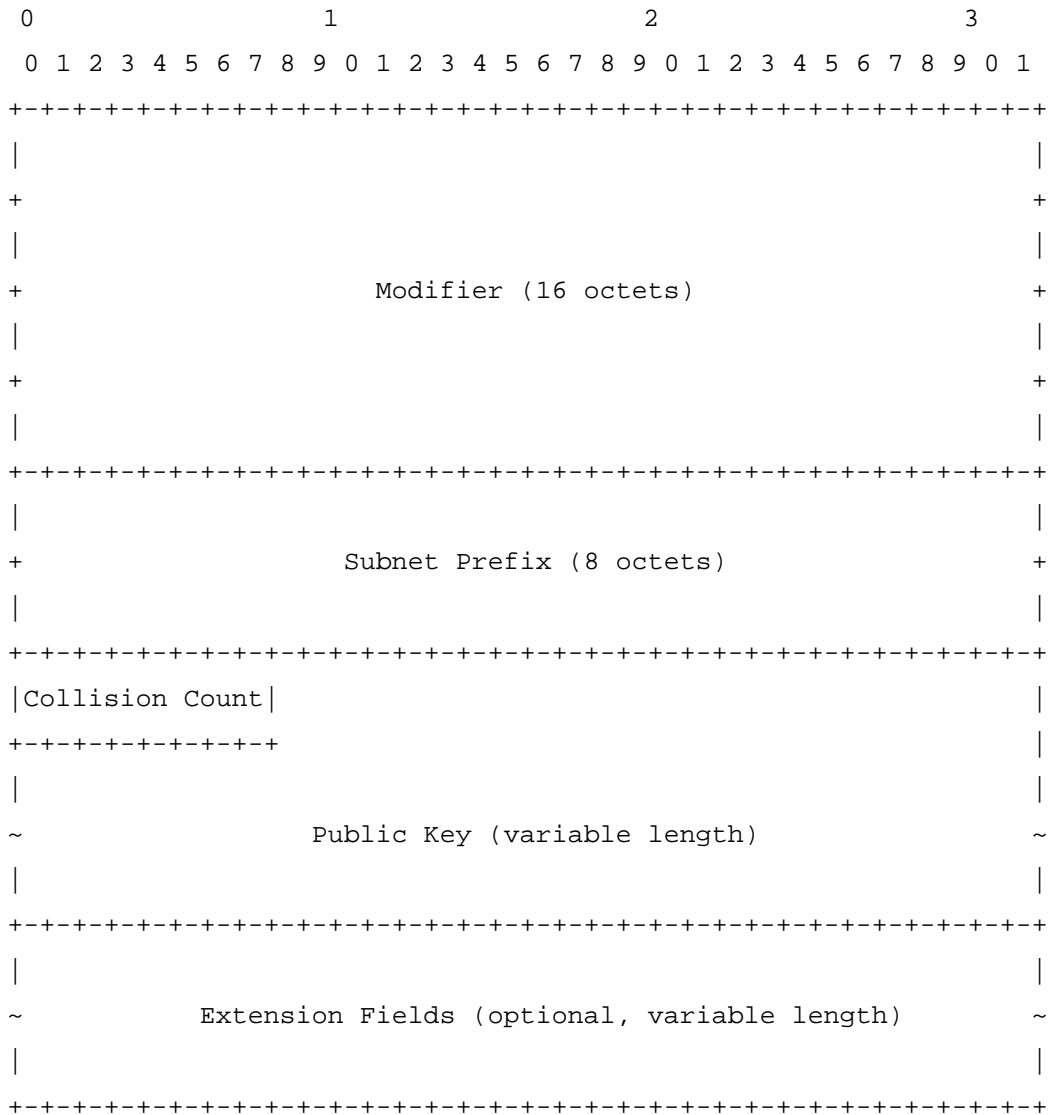 0                   1                   2                   3
 0 1 2 3 4 5 6 7 8 9 0 1 2 3 4 5 6 7 8 9 0 1 2 3 4 5 6 7 8 9 0 1
+-+-+-+-+-+-+-+-+-+-+-+-+-+-+-+-+-+-+-+-+-+-+-+-+-+-+-+-+-+-+-+-+
|                                                               |
+                                                               +
|                                                               |
+                      Modifier (16 octets)                     +
|                                                               |
+                                                               +
|                                                               |
+-+-+-+-+-+-+-+-+-+-+-+-+-+-+-+-+-+-+-+-+-+-+-+-+-+-+-+-+-+-+-+-+
|                                                               |
+                    Subnet Prefix (8 octets)                   +
|                                                               |
+-+-+-+-+-+-+-+-+-+-+-+-+-+-+-+-+-+-+-+-+-+-+-+-+-+-+-+-+-+-+-+-+
|Collision Count|                                               |
+-+-+-+-+-+-+-+-+                                               |
|                                                               |
~                  Public Key (variable length)                 ~
|                                                               |
+-+-+-+-+-+-+-+-+-+-+-+-+-+-+-+-+-+-+-+-+-+-+-+-+-+-+-+-+-+-+-+-+
|                                                               |
~           Extension Fields (optional, variable length)        ~
|                                                               |
+-+-+-+-+-+-+-+-+-+-+-+-+-+-+-+-+-+-+-+-+-+-+-+-+-+-+-+-+-+-+-+-+